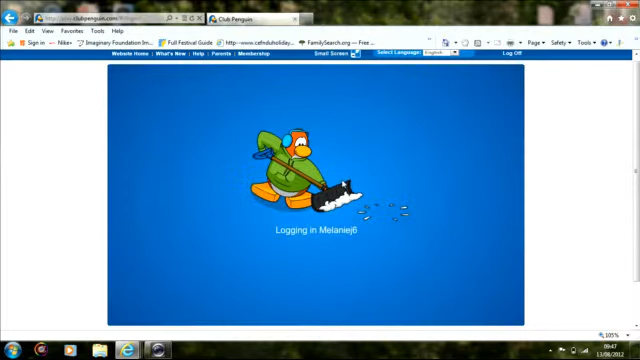 Club Penguin
File Edit View Favorites Tools Help
Sign in Nike Imaginary Foundation Im... Full Festival Guide FamilySearch.org Free... Page Safety Tools
Website Home | What's New | Help | Parents | Membership Small Screen Select Language: English Log Off
Logging in Melaniej6
105%
09:47
13/08/2012